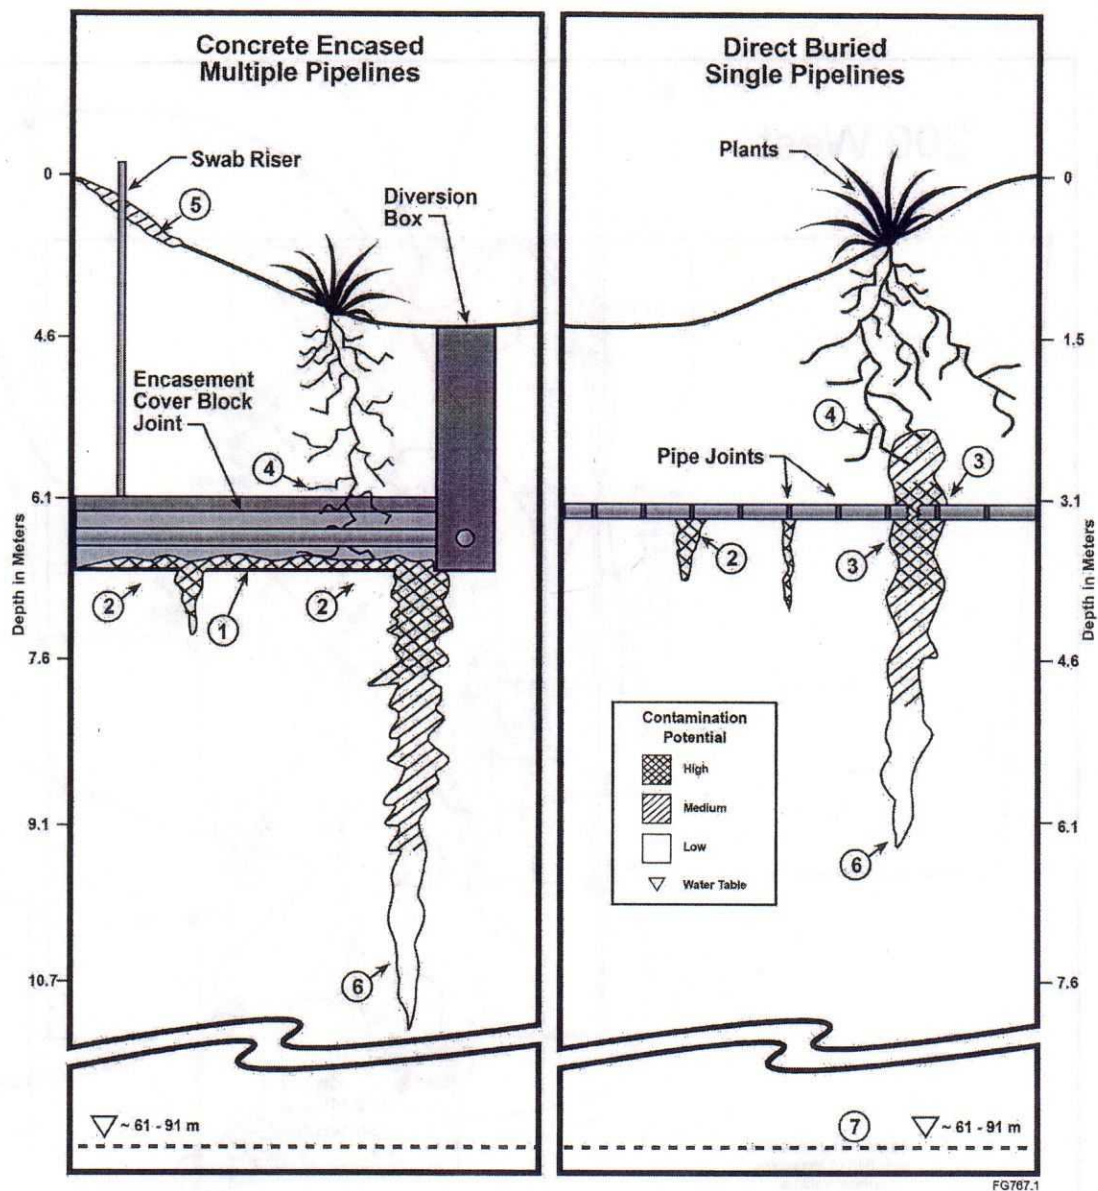 Concrete Encased
Multiple Pipelines
Swab Riser
5
Diversion
Box
Encasement
Cover Block
Joint
4
2
1
2
6
0
4.6
6.1
7.6
9.1
10.7
Depth in Meters
~ 61 - 91 m
Direct Buried
Single Pipelines
Plants
4
Pipe Joints
3
2
3
Contamination
Potential
High
Medium
Low
Water Table
6
0
1.5
3.1
4.6
6.1
7.6
Depth in Meters
7
~ 61 - 91 m
FG767.1